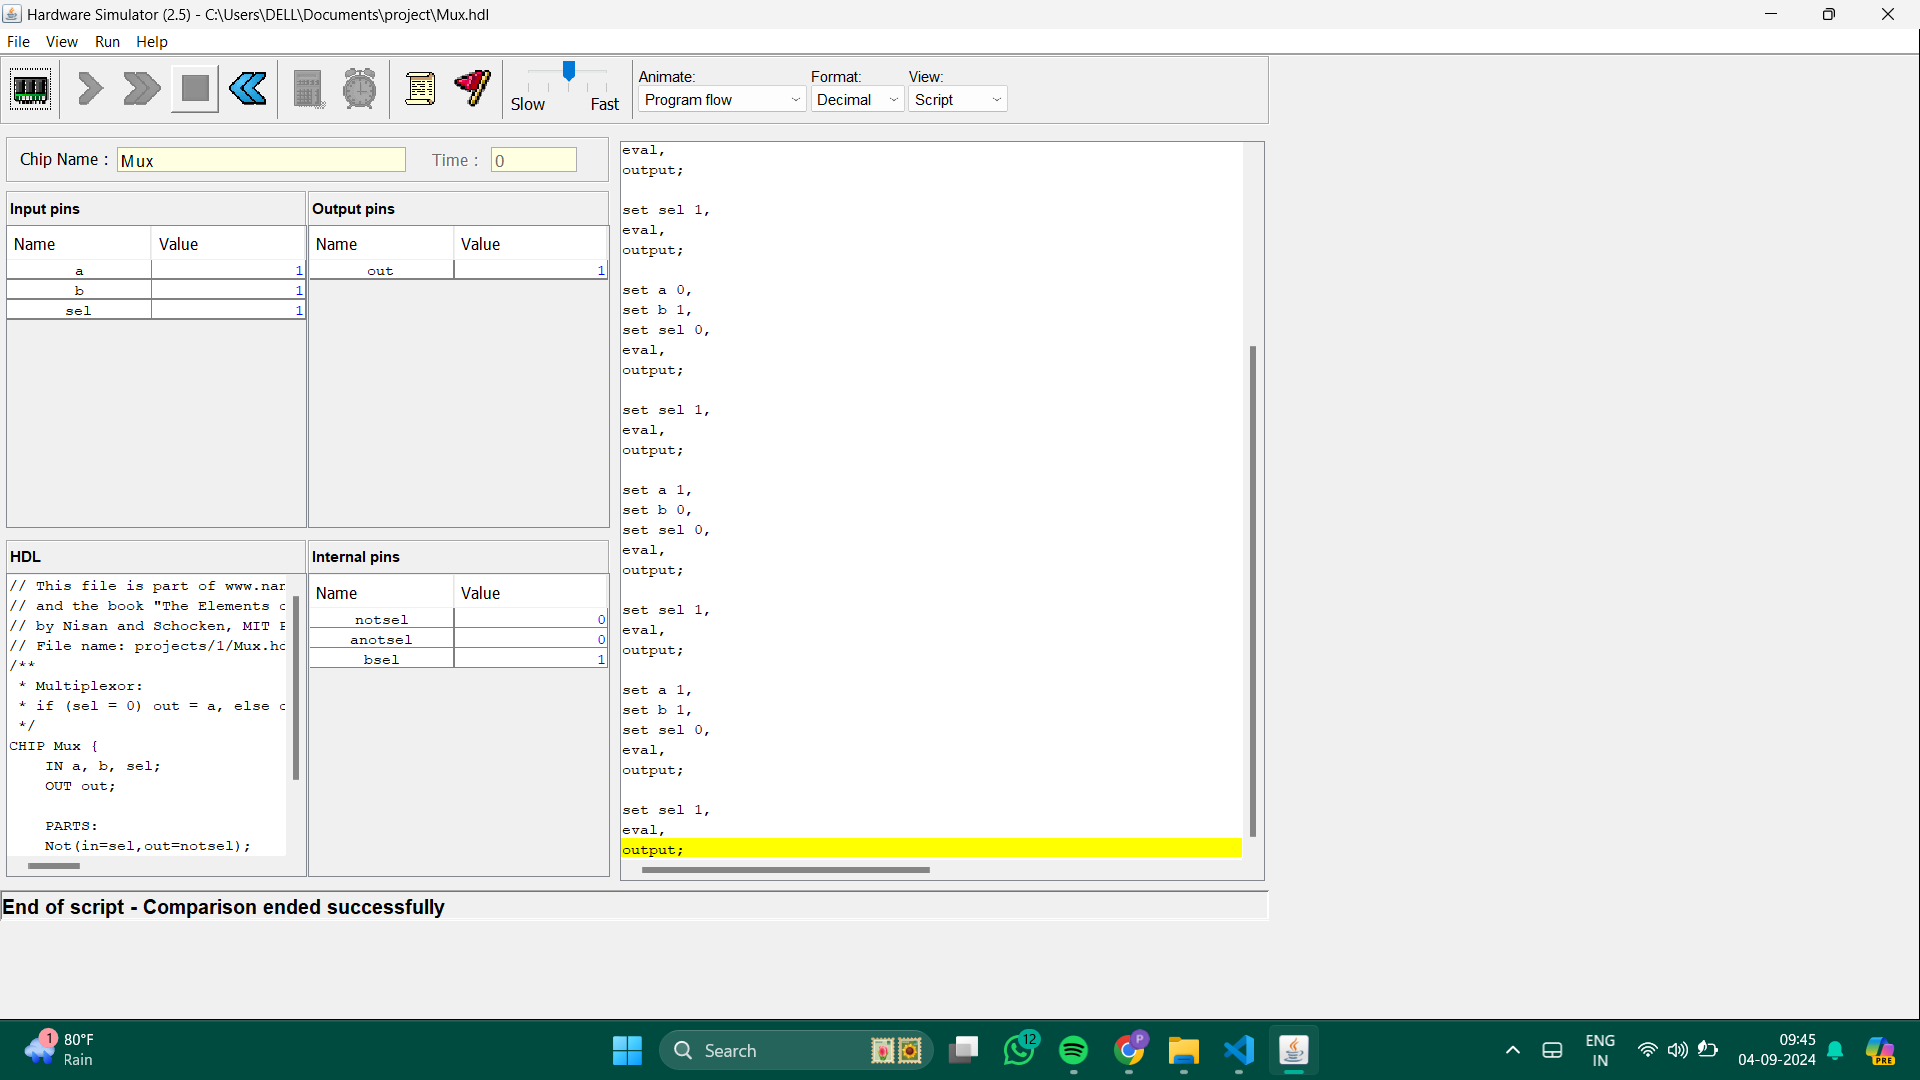 Hardware Simulator (2.5) - C:\Users\DELL\Documents\project\Mux.hdl
File View Run Help
Slow Fast
Animate: Format: View:
Program flow Decimal Script
Chip Name : Mux Time : 0
Input pins
Name Value
a 1
b 1
sel 1
Output pins
Name Value
out 1
HDL
// This file is part of www.nan
// and the book "The Elements o
// by Nisan and Schocken, MIT P
// File name: projects/1/Mux.hd
/**
* Multiplexor:
* if (sel = 0) out = a, else o
*/
CHIP Mux {
IN a, b, sel;
OUT out;
PARTS:
Not(in=sel,out=notsel);
Internal pins
Name Value
notsel 0
anotsel 0
bsel 1
eval,
output;
set sel 1,
eval,
output;
set a 0,
set b 1,
set sel 0,
eval,
output;
set sel 1,
eval,
output;
set a 1,
set b 0,
set sel 0,
eval,
output;
set sel 1,
eval,
output;
set a 1,
set b 1,
set sel 0,
eval,
output;
set sel 1,
eval,
output;
End of script - Comparison ended successfully
1
80°F
Rain
Search
12
P
ENG
IN
09:45
04-09-2024
PRE